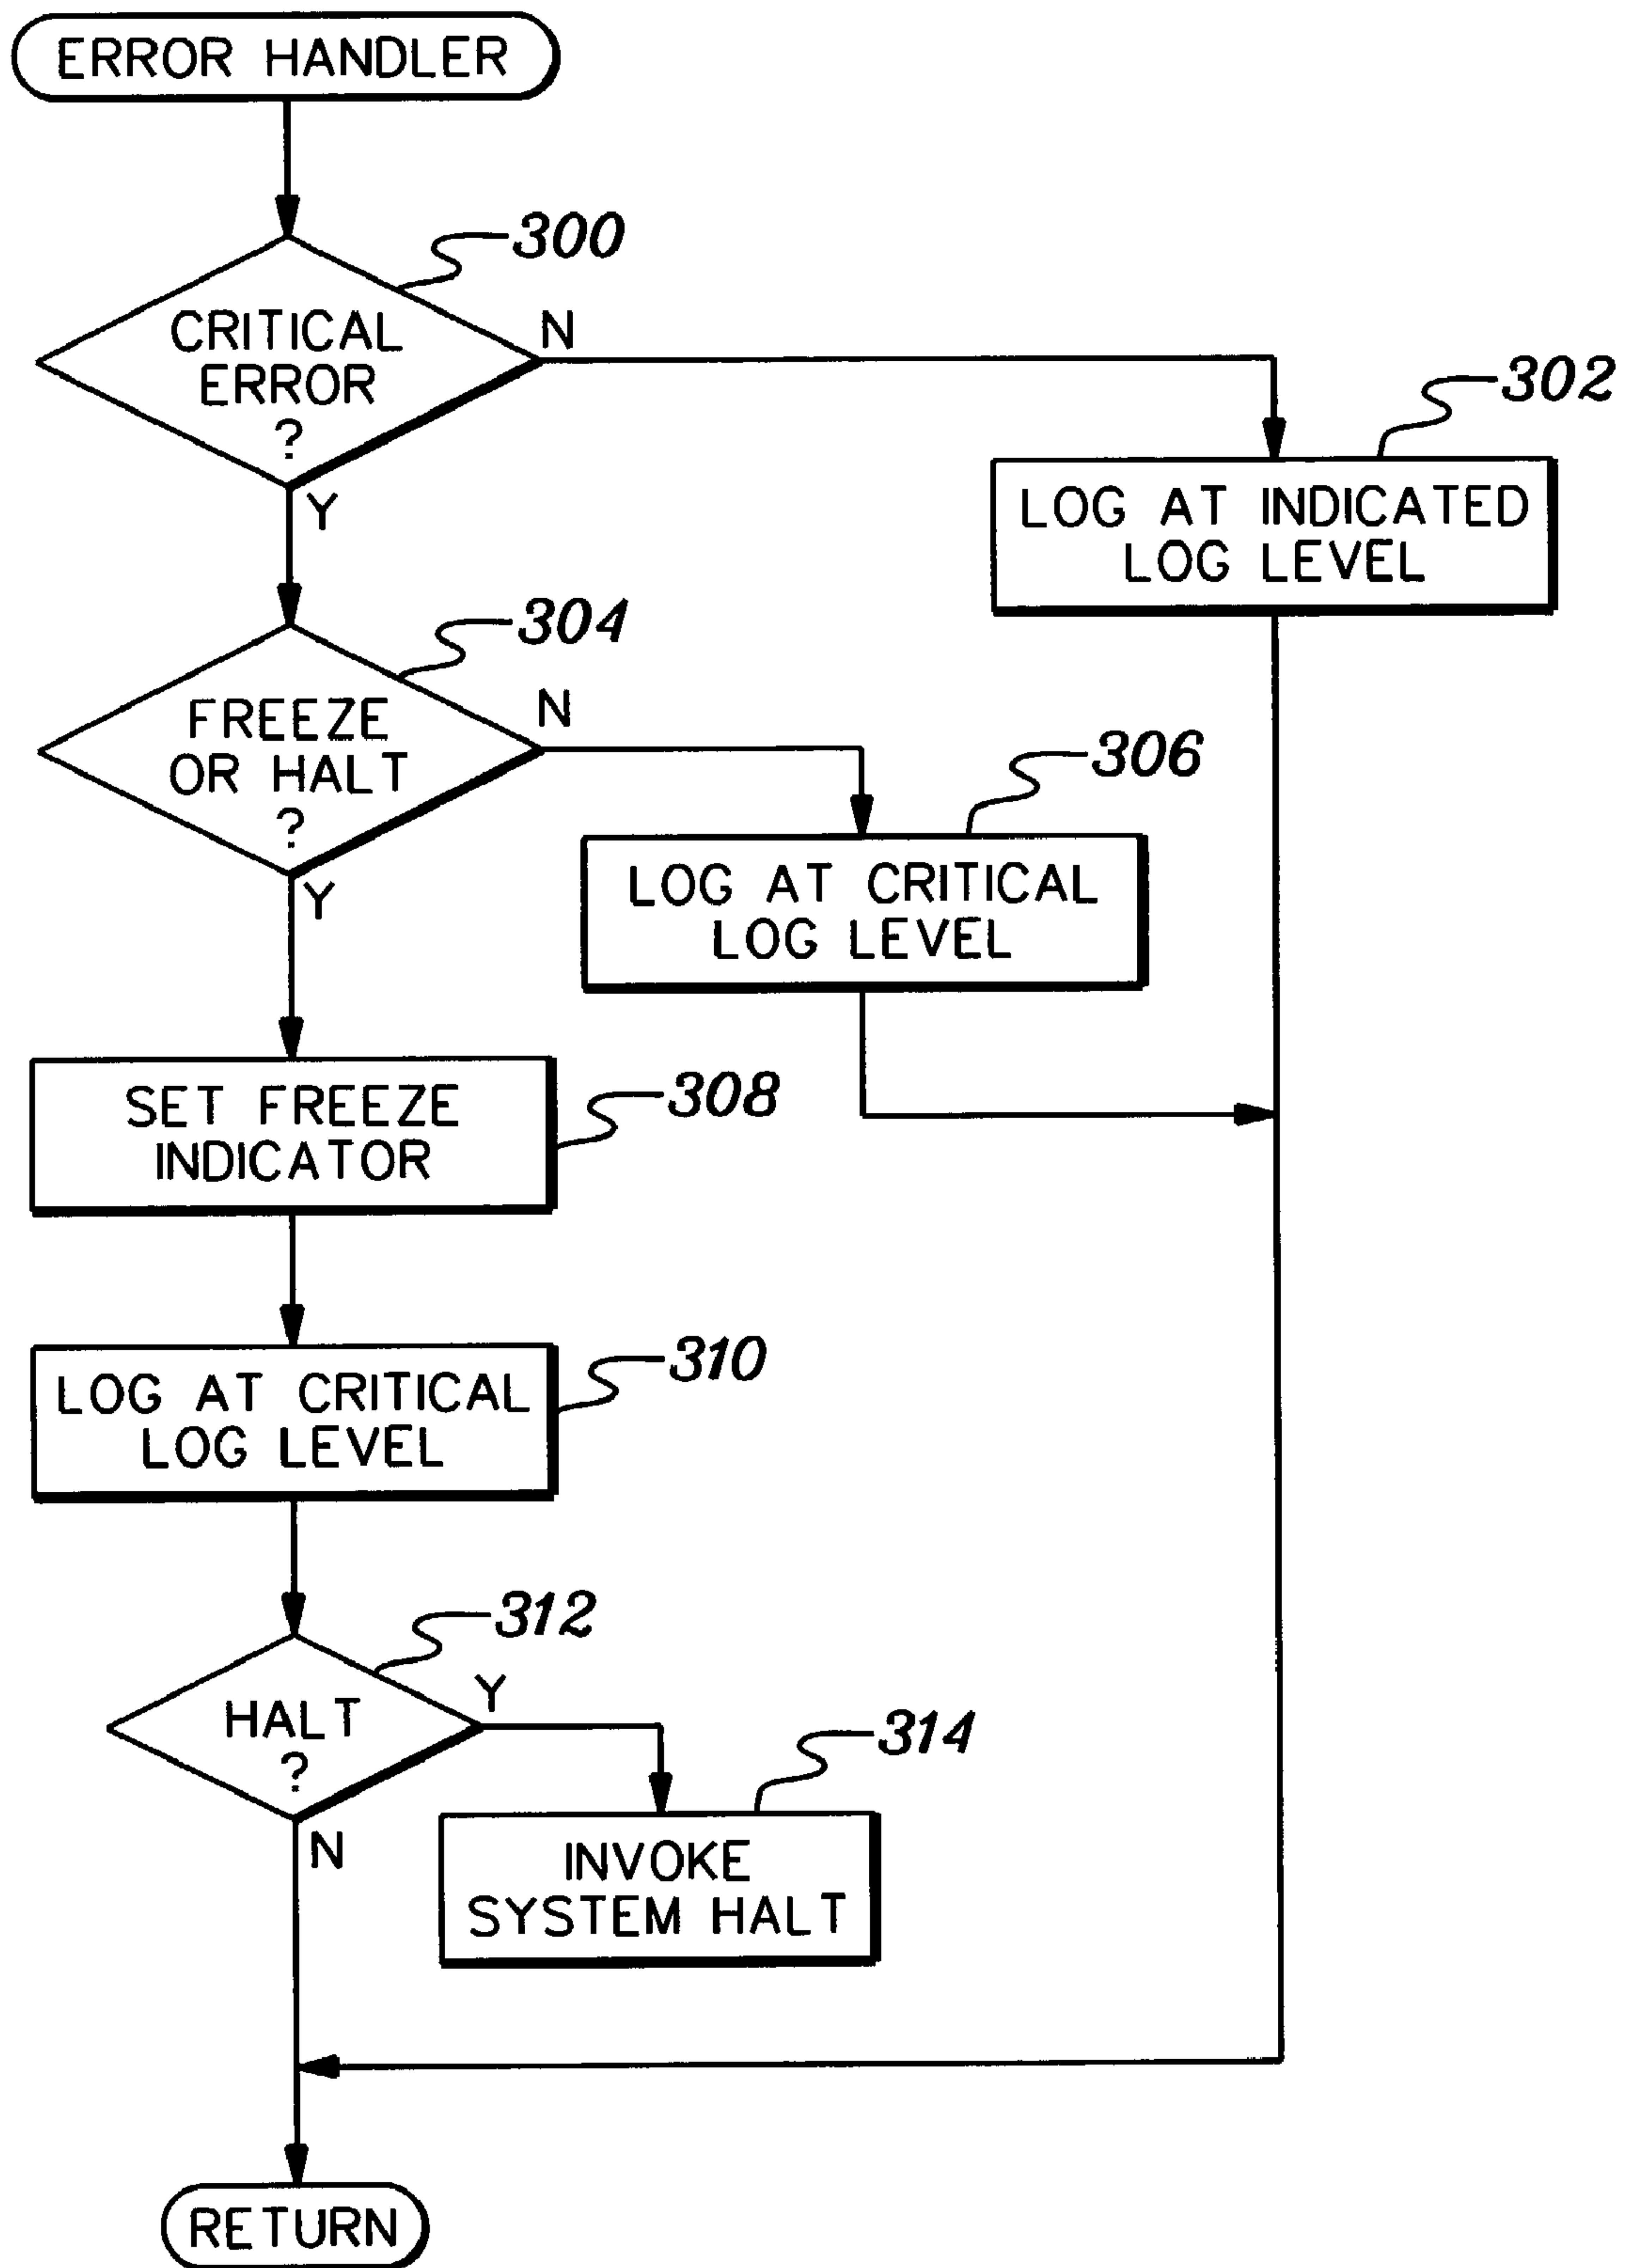 ERROR HANDLER
300
CRITICAL
ERROR
?
N
Y
302
LOG AT INDICATED
LOG LEVEL
304
FREEZE
OR HALT
?
N
Y
306
LOG AT CRITICAL
LOG LEVEL
SET FREEZE
INDICATOR
308
LOG AT CRITICAL
LOG LEVEL
310
312
HALT
?
Y
N
314
INVOKE
SYSTEM HALT
RETURN